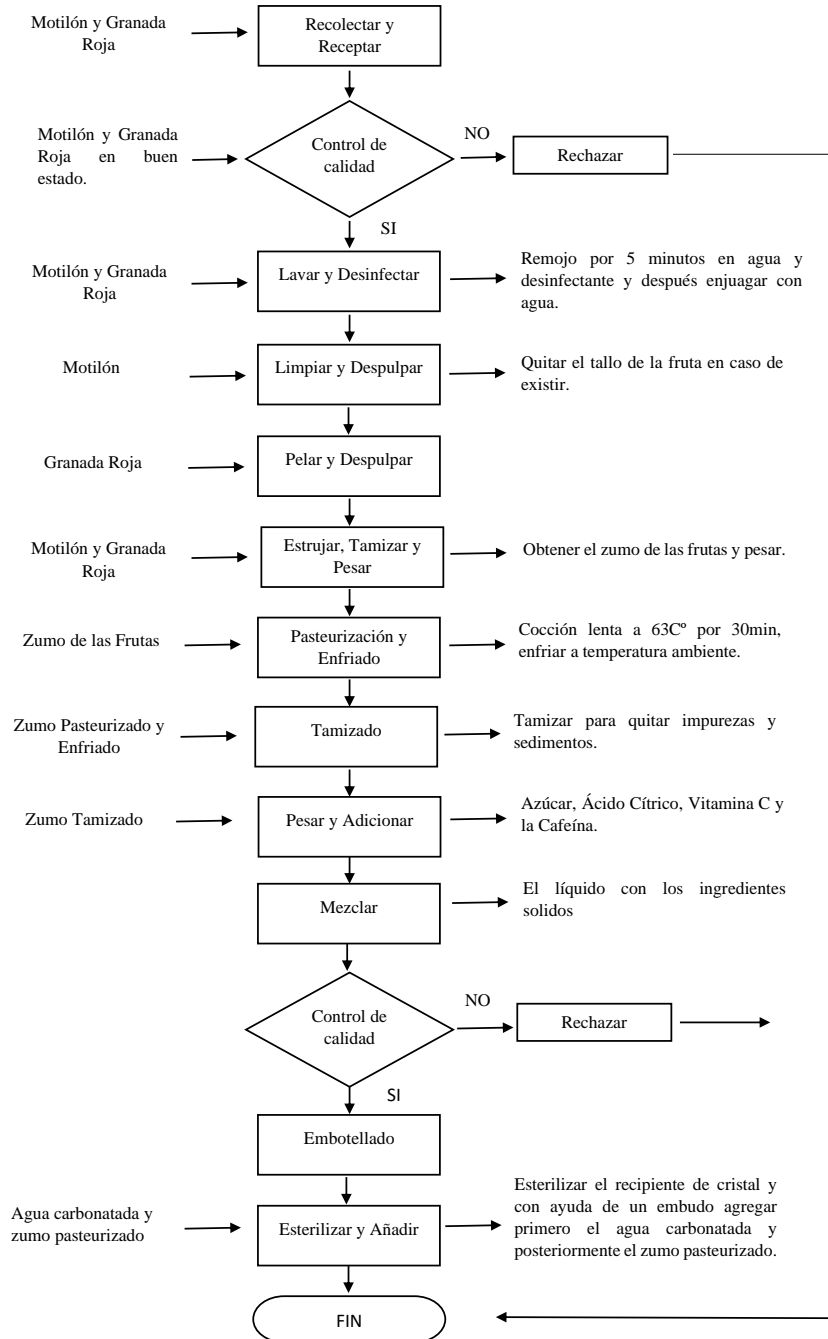 Motilón y Granada
Roja
Recolectar y
Receptar
Motilón y Granada
Roja en buen
estado.
Control de
calidad
NO
Rechazar
SI
Motilón y Granada
Roja
Lavar y Desinfectar
Remojo por 5 minutos en agua y
desinfectante y después enjuagar con
agua.
Motilón
Limpiar y Despulpar
Quitar el tallo de la fruta en caso de
existir.
Granada Roja
Pelar y Despulpar
Motilón y Granada
Roja
Estrujar, Tamizar y
Pesar
Obtener el zumo de las frutas y pesar.
Zumo de las Frutas
Pasteurización y
Enfriado
Cocción lenta a 63Cº por 30min,
enfriar a temperatura ambiente.
Zumo Pasteurizado y
Enfriado
Tamizado
Tamizar para quitar impurezas y
sedimentos.
Zumo Tamizado
Pesar y Adicionar
Azúcar, Ácido Cítrico, Vitamina C y
la Cafeína.
Mezclar
El líquido con los ingredientes
solidos
Control de
calidad
NO
Rechazar
SI
Embotellado
Agua carbonatada y
zumo pasteurizado
Esterilizar y Añadir
Esterilizar el recipiente de cristal y
con ayuda de un embudo agregar
primero el agua carbonatada y
posteriormente el zumo pasteurizado.
FIN